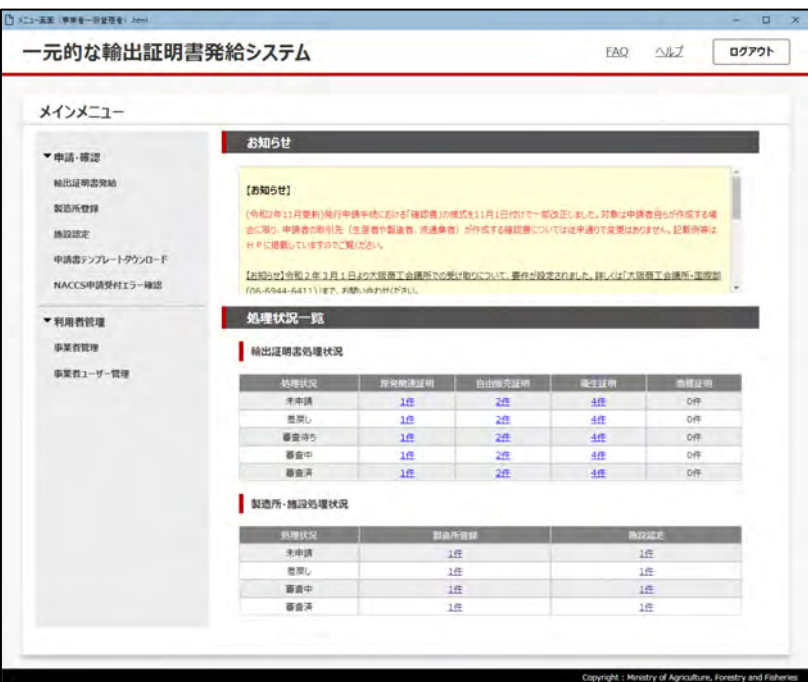 メニュー画面（事業者一般管理者）.html
一元的な輸出証明書発給システム
FAQ ヘルプ ログアウト
メインメニュー
▼申請・確認
輸出証明書発給
製造所登録
施設認定
申請書テンプレートダウンロード
NACCS申請受付エラー確認
▼利用者管理
事業者管理
事業者ユーザー管理
お知らせ
【お知らせ】
(令和2年11月更新)発行申請手続における「確認書」の様式を11月1日付けで一部改正しました。対象は申請者自らが作成する場
合に限り、申請者の取引先（生産者や製造者、流通業者）が作成する確認書については従来通りで変更はありません。記載例等は
ＨＰに掲載していますのでご覧ください。
【お知らせ】令和２年３月１日より大阪商工会議所での受け取りについて、要件が設定されました。詳しくは「大阪商工会議所・国際部
(06-6944-6411)」まで、お問い合わせください。
処理状況一覧
輸出証明書処理状況
処理状況 原発関連証明 自由販売証明 衛生証明 漁獲証明
未申請 1件 2件 4件 0件
差戻し 1件 2件 4件 0件
審査待ち 1件 2件 4件 0件
審査中 1件 2件 4件 0件
審査済 1件 2件 4件 0件
製造所・施設処理状況
処理状況 製造所登録 施設認定
未申請 1件 1件
差戻し 1件 1件
審査中 1件 1件
審査済 1件 1件
Copyright : Ministry of Agriculture, Forestry and Fisheries